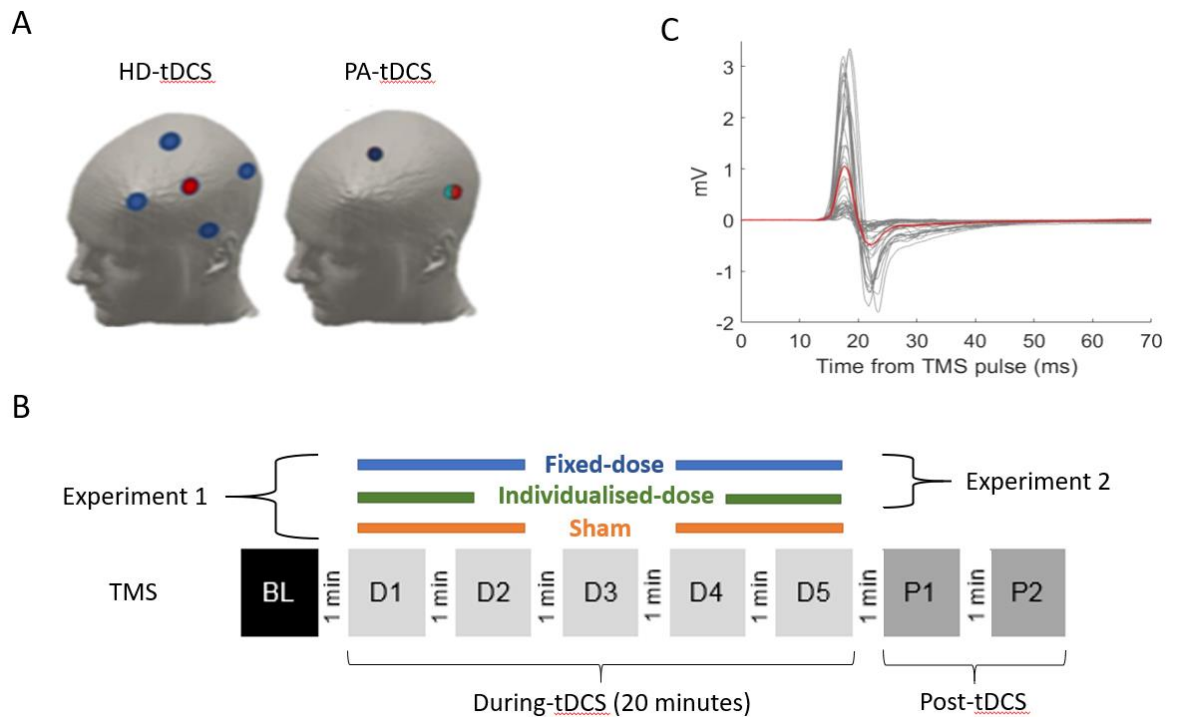 A
HD-tDCS
PA-tDCS
C
mV
3
2
1
0
-1
-2
0 10 20 30 40 50 60 70
Time from TMS pulse (ms)
B
Experiment 1
Fixed-dose
Individualised-dose
Sham
Experiment 2
TMS
BL
1 min
D1
1 min
D2
1 min
D3
1 min
D4
1 min
D5
1 min
P1
1 min
P2
During-tDCS (20 minutes)
Post-tDCS